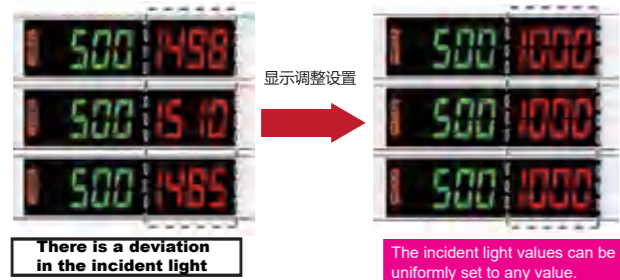 500 1498
500 1000
显示调整设置
500 1510
500 1000
500 1485
500 1000
There is a deviation
in the incident light
The incident light values can be
uniformly set to any value.